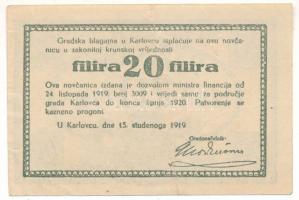 Gradska blagajna u Karlovcu isplaćuje na ovu novča-
nicu u zakonitoj krunskoj vrijednosti
filira 20 filira
Ova novčanica izdana je dozvolom ministra financija od
24. listopada 1919. broj 3009 i vrijedi samo za područje
grada Karlovca do konca lipnja 1920. Patvorenje se
kazneno progoni.
U Karlovcu, dne 15. studenoga 1919
Gradonačelnik: